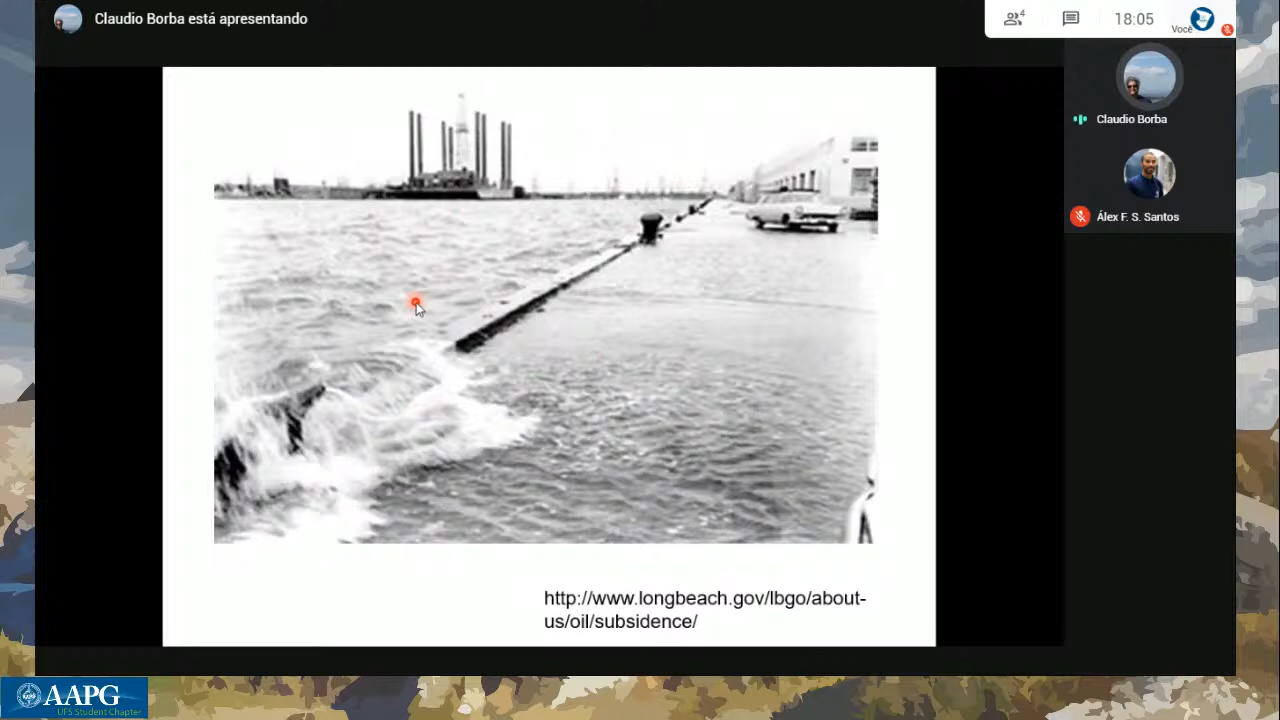 Claudio Borba está apresentando
4
18:05
Você
Claudio Borba
Álex F. S. Santos
http://www.longbeach.gov/lbgo/about-
us/oil/subsidence/
AAPG
UFS Student Chapter